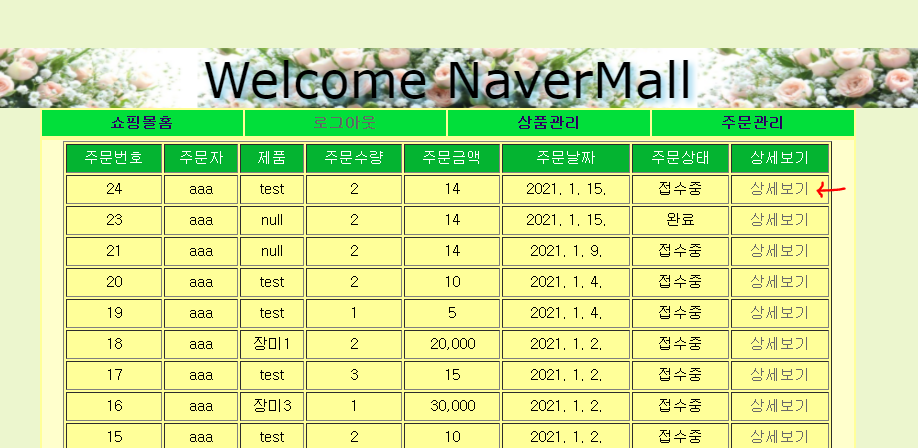 Welcome NaverMall
쇼핑몰홈 로그아웃 상품관리 주문관리
주문번호 주문자 제품 주문수량 주문금액 주문날짜 주문상태 상세보기
24 aaa test 2 14 2021. 1. 15. 접수중 상세보기
23 aaa null 2 14 2021. 1. 15. 완료 상세보기
21 aaa null 2 14 2021. 1. 9. 접수중 상세보기
20 aaa test 2 10 2021. 1. 4. 접수중 상세보기
19 aaa test 1 5 2021. 1. 4. 접수중 상세보기
18 aaa 장미1 2 20,000 2021. 1. 2. 접수중 상세보기
17 aaa test 3 15 2021. 1. 2. 접수중 상세보기
16 aaa 장미3 1 30,000 2021. 1. 2. 접수중 상세보기
15 aaa test 2 10 2021. 1. 2. 접수중 상세보기